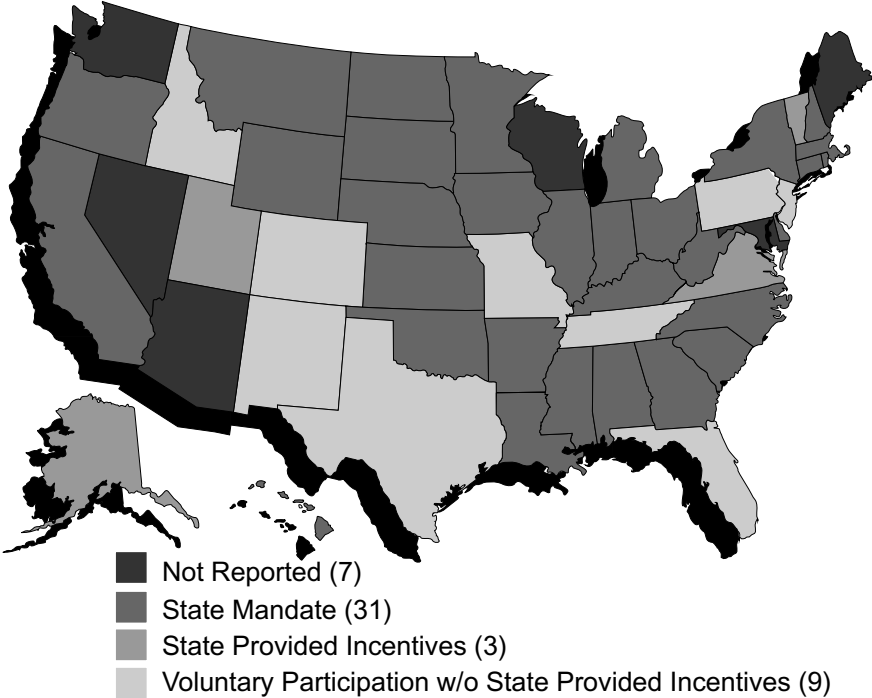 Not Reported (7)
State Mandate (31)
State Provided Incentives (3)
Voluntary Participation w/o State Provided Incentives (9)